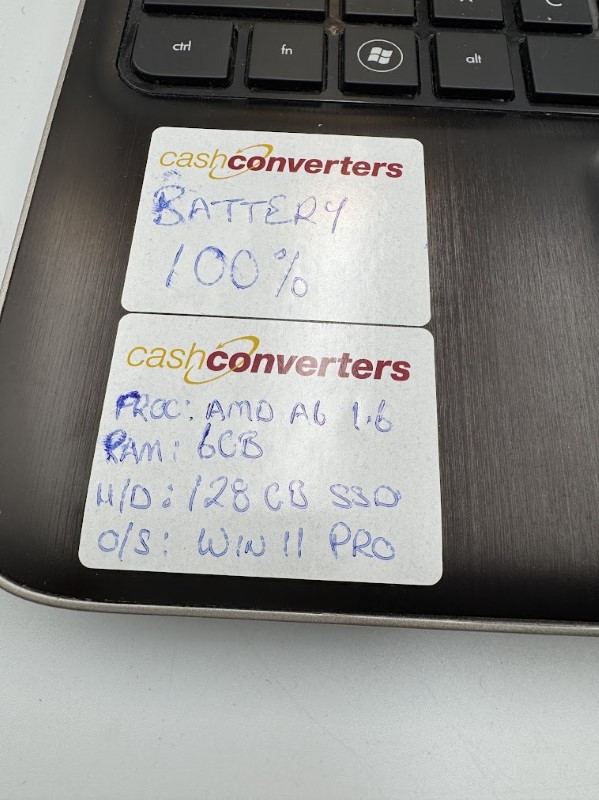 ctrl fn alt
cashconverters
BATTERY
100%
cashconverters
PROC: AMD A6 1.6
RAM: 6GB
H/D: 128 GB SSD
O/S: WIN 11 PRO